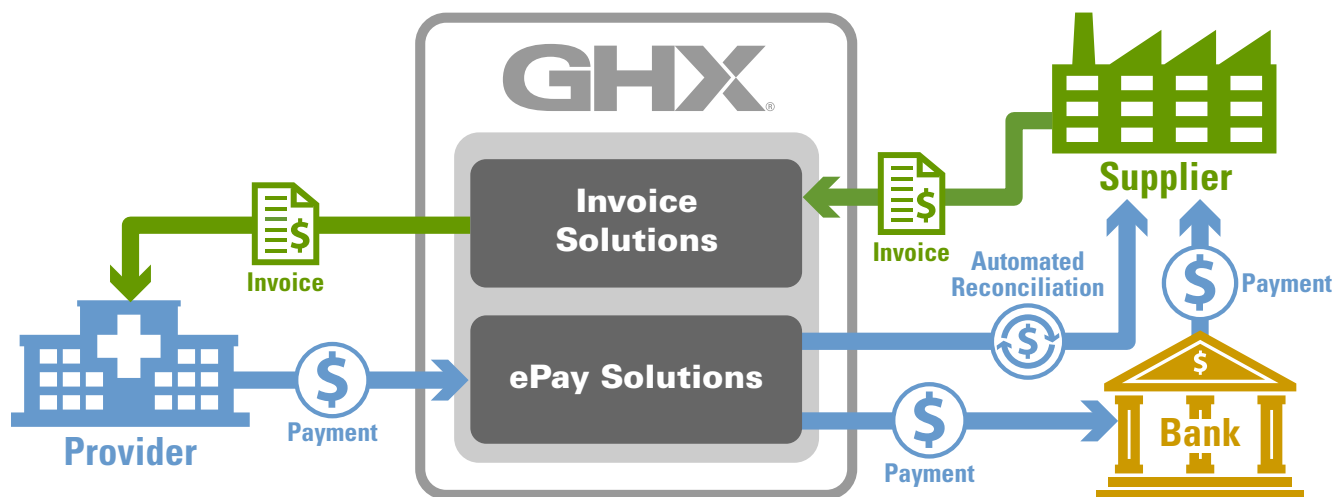 GHX®
Supplier
Invoice
Solutions
Invoice
Invoice
Automated
Reconciliation
Payment
ePay Solutions
Payment
Provider
Payment
Bank
$
$
$
$
$
$
$